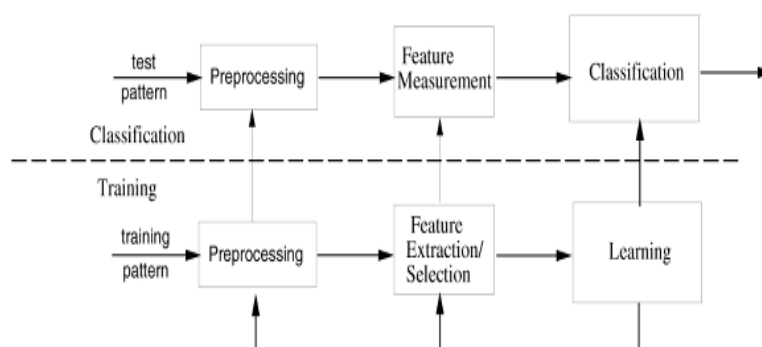 test
pattern
Preprocessing
Feature
Measurement
Classification
Classification
Training
training
pattern
Preprocessing
Feature
Extraction/
Selection
Learning